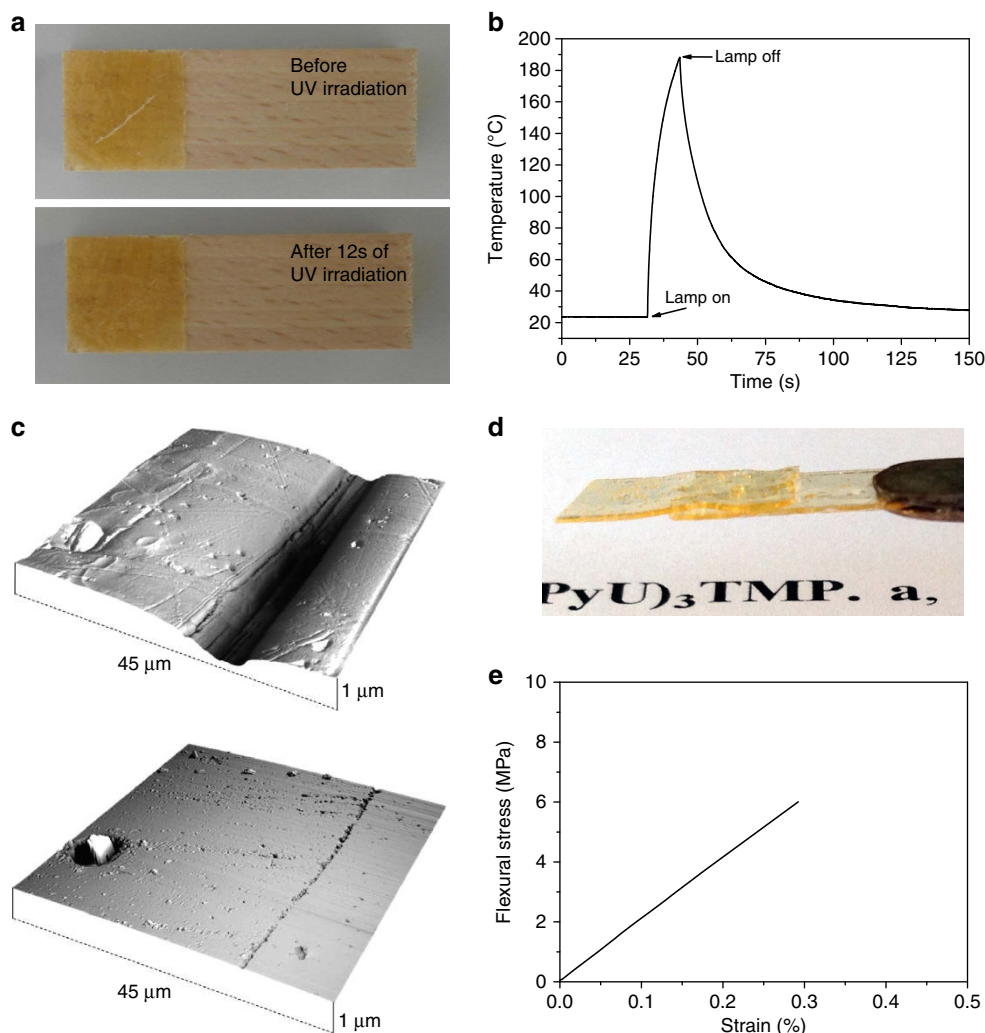 a
Before
UV irradiation
After 12s of
UV irradiation
b
200
180
160
140
120
100
80
60
40
20
0
25
50
75
100
125
150
Temperature (°C)
Time (s)
Lamp off
Lamp on
c
45 μm
1 μm
45 μm
1 μm
d
PyU)₃TMP. a,
e
10
8
6
4
2
0
0.0
0.1
0.2
0.3
0.4
0.5
Flexural stress (MPa)
Strain (%)